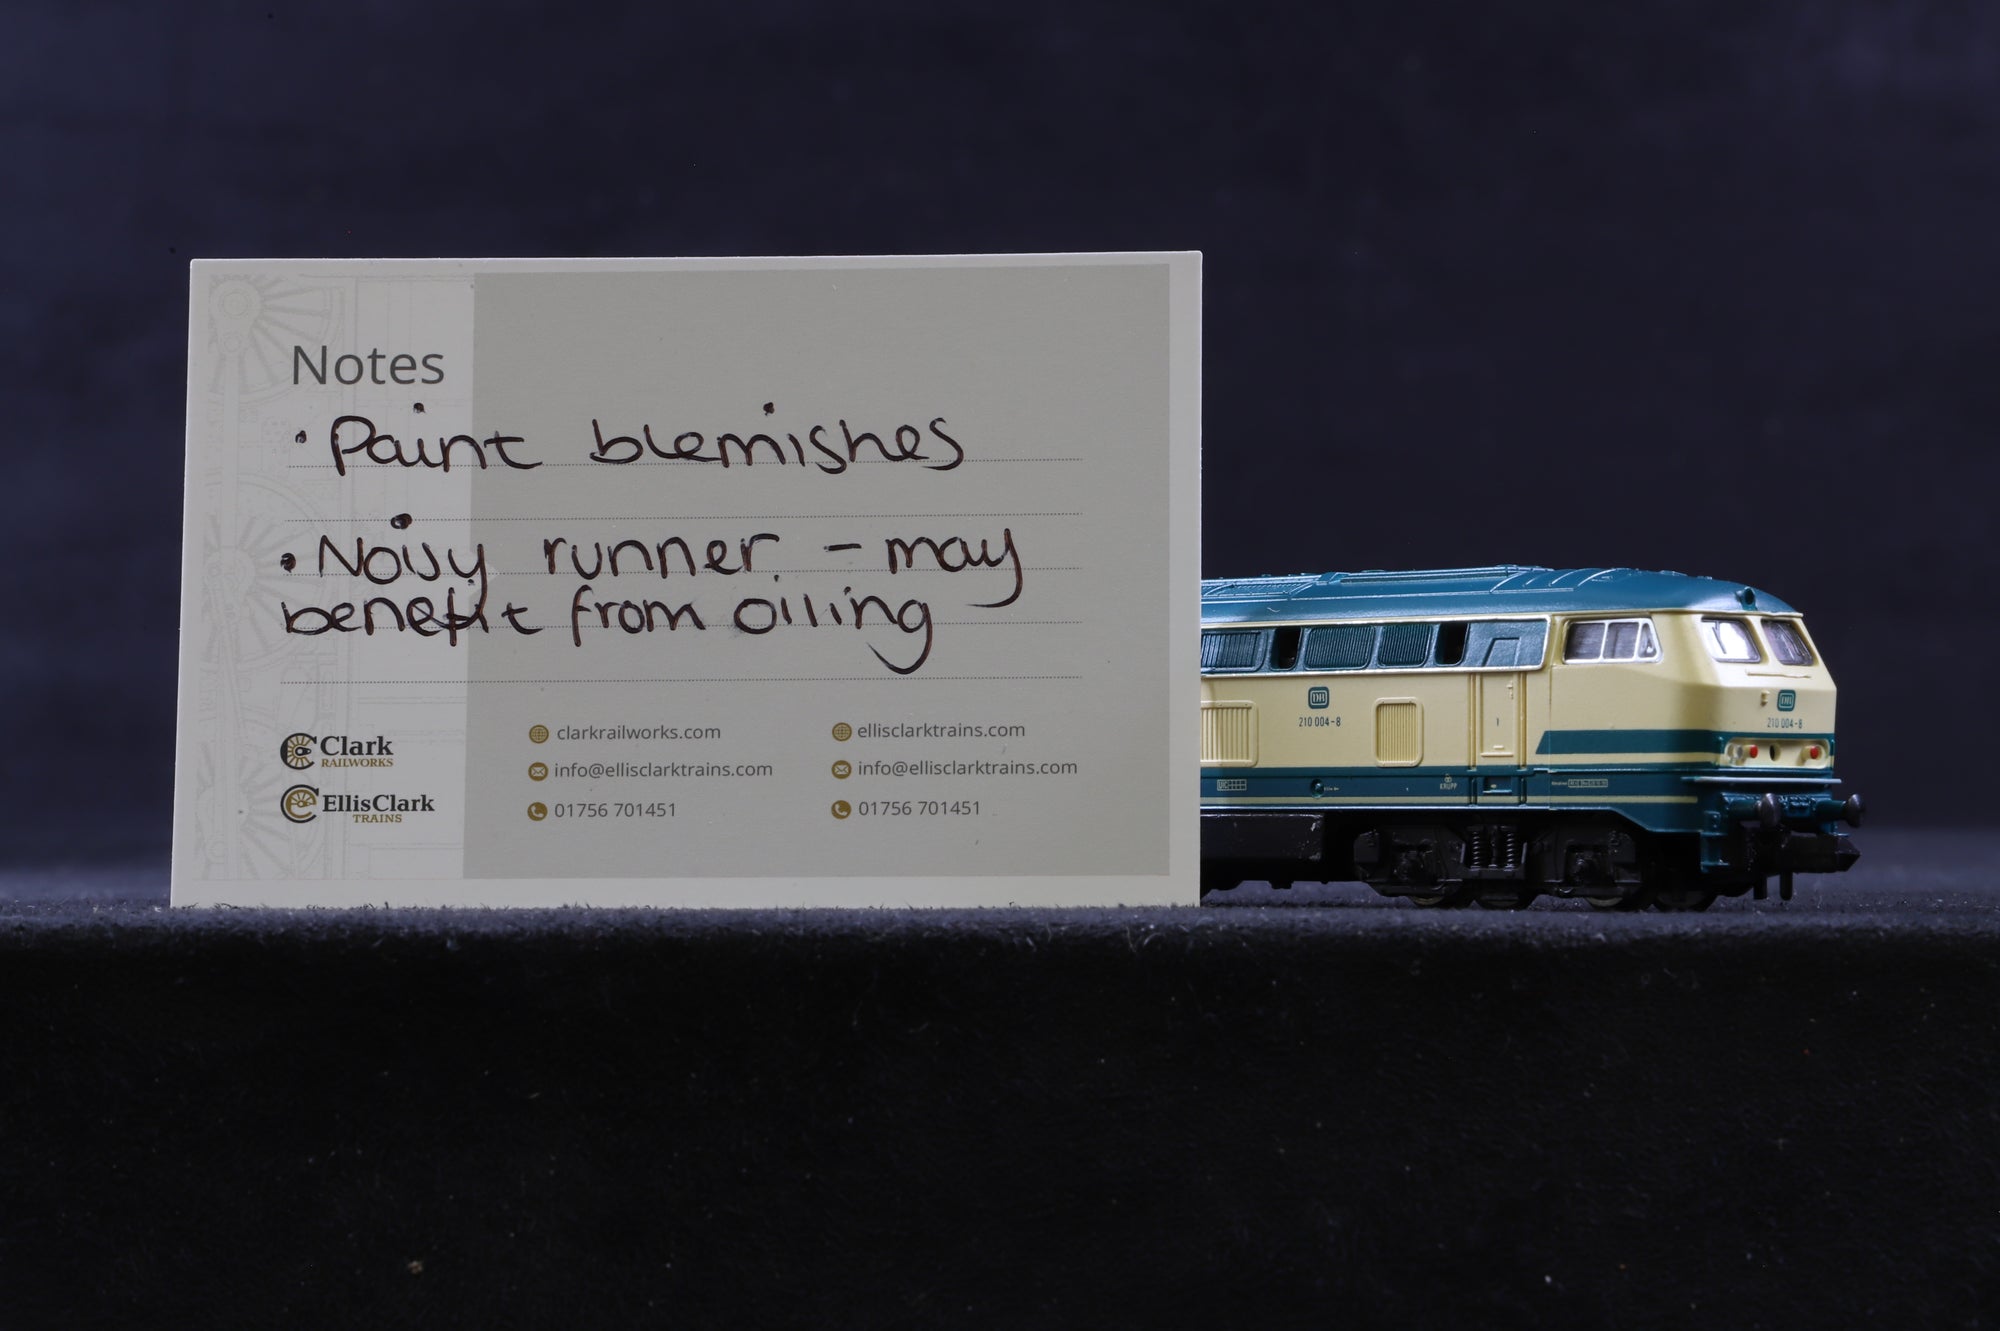 Notes
• Paint blemishes
• Noisy runner - may
benefit from oiling
Clark
RAILWORKS
EllisClark
TRAINS
clarkrailworks.com
info@ellisclarktrains.com
01756 701451
ellisclarktrains.com
info@ellisclarktrains.com
01756 701451
DB
210 004-8
KRUPP
DB
210 004-8